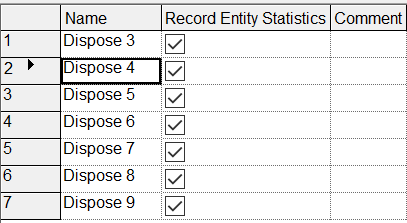 Name Record Entity Statistics Comment
1 Dispose 3
2 Dispose 4
3 Dispose 5
4 Dispose 6
5 Dispose 7
6 Dispose 8
7 Dispose 9